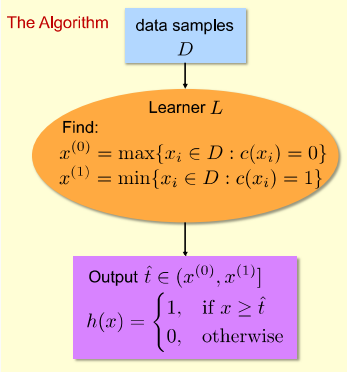 The Algorithm
data samples
D
Learner L
Find:
x^{(0)} = max{x_i ∈ D : c(x_i) = 0}
x^{(1)} = min{x_i ∈ D : c(x_i) = 1}
Output t̂ ∈ (x^{(0)}, x^{(1)}]
h(x) = { 1, if x ≥ t̂
0, otherwise